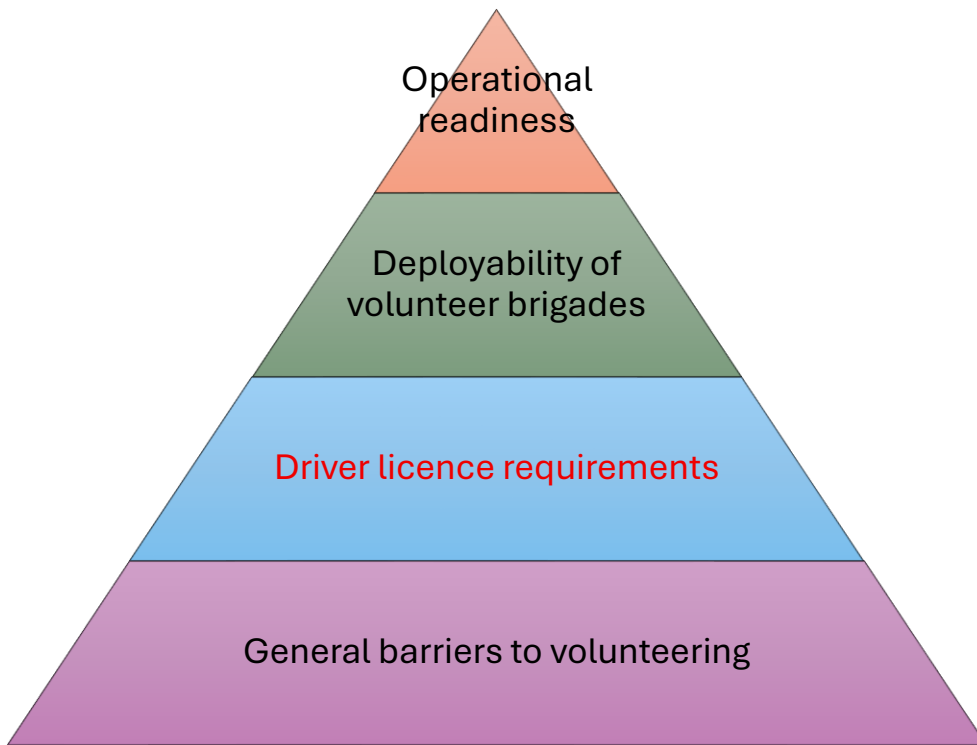 Operational
readiness
Deployability of
volunteer brigades
Driver licence requirements
General barriers to volunteering